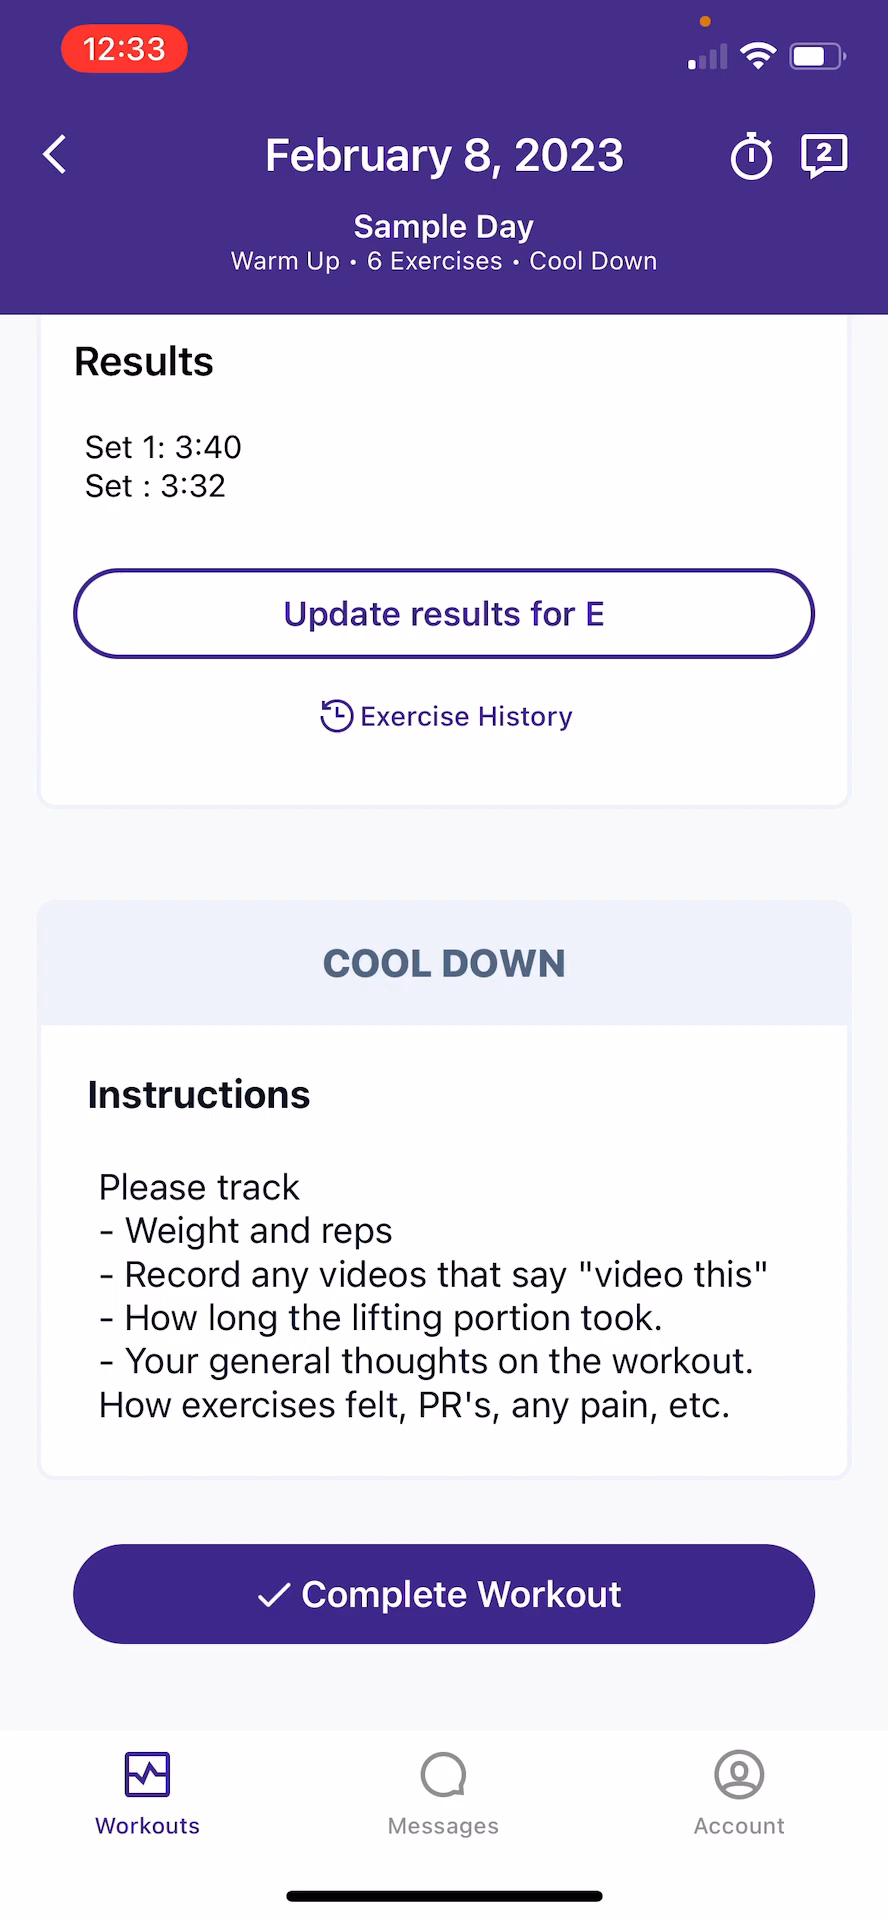 12:33
February 8, 2023
2
Sample Day
Warm Up • 6 Exercises • Cool Down
Results
Set 1: 3:40
Set : 3:32
Update results for E
Exercise History
COOL DOWN
Instructions
Please track
- Weight and reps
- Record any videos that say "video this"
- How long the lifting portion took.
- Your general thoughts on the workout.
How exercises felt, PR's, any pain, etc.
Complete Workout
Workouts
Messages
Account